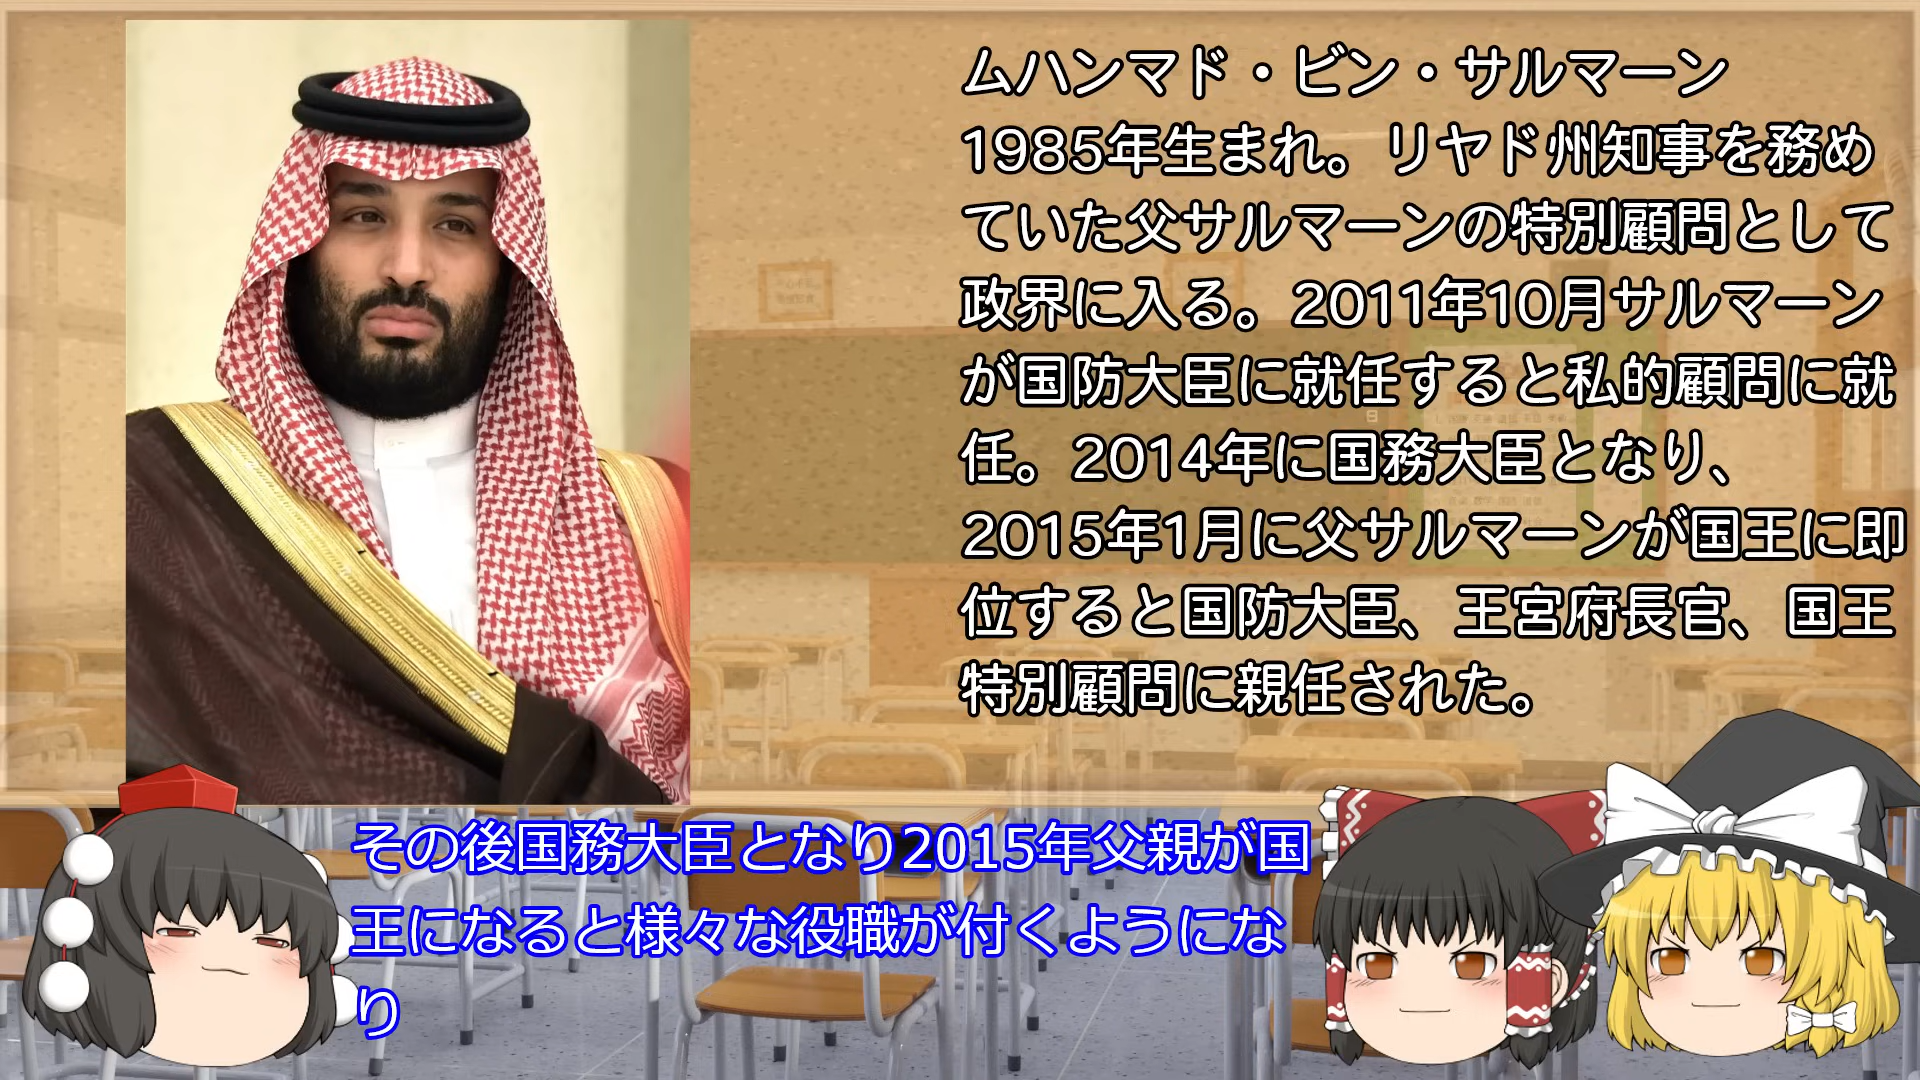 ムハンマド・ビン・サルマーン
1985年生まれ。リヤド州知事を務め
ていた父サルマーンの特別顧問として
政界に入る。2011年10月サルマーン
が国防大臣に就任すると私的顧問に就
任。2014年に国務大臣となり、
2015年1月に父サルマーンが国王に即
位すると国防大臣、王宮府長官、国王
特別顧問に親任された。
その後国務大臣となり2015年父親が国
王になると様々な役職が付くようにな
り